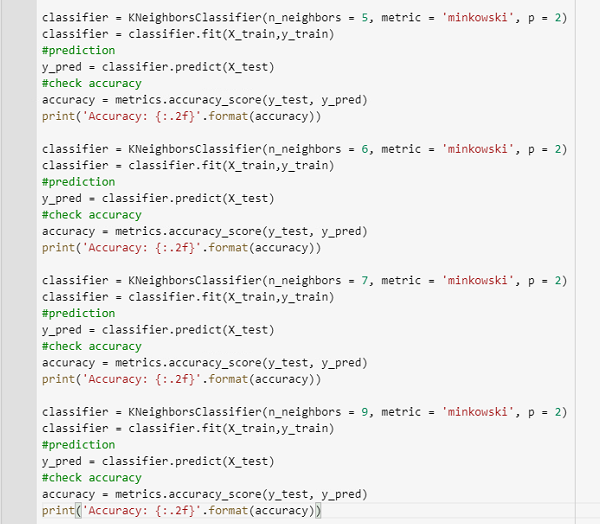 classifier = KNeighborsClassifier(n_neighbors = 5, metric = 'minkowski', p = 2)
classifier = classifier.fit(X_train,y_train)
#prediction
y_pred = classifier.predict(X_test)
#check accuracy
accuracy = metrics.accuracy_score(y_test, y_pred)
print('Accuracy: {:.2f}'.format(accuracy))

classifier = KNeighborsClassifier(n_neighbors = 6, metric = 'minkowski', p = 2)
classifier = classifier.fit(X_train,y_train)
#prediction
y_pred = classifier.predict(X_test)
#check accuracy
accuracy = metrics.accuracy_score(y_test, y_pred)
print('Accuracy: {:.2f}'.format(accuracy))

classifier = KNeighborsClassifier(n_neighbors = 7, metric = 'minkowski', p = 2)
classifier = classifier.fit(X_train,y_train)
#prediction
y_pred = classifier.predict(X_test)
#check accuracy
accuracy = metrics.accuracy_score(y_test, y_pred)
print('Accuracy: {:.2f}'.format(accuracy))

classifier = KNeighborsClassifier(n_neighbors = 9, metric = 'minkowski', p = 2)
classifier = classifier.fit(X_train,y_train)
#prediction
y_pred = classifier.predict(X_test)
#check accuracy
accuracy = metrics.accuracy_score(y_test, y_pred)
print('Accuracy: {:.2f}'.format(accuracy))